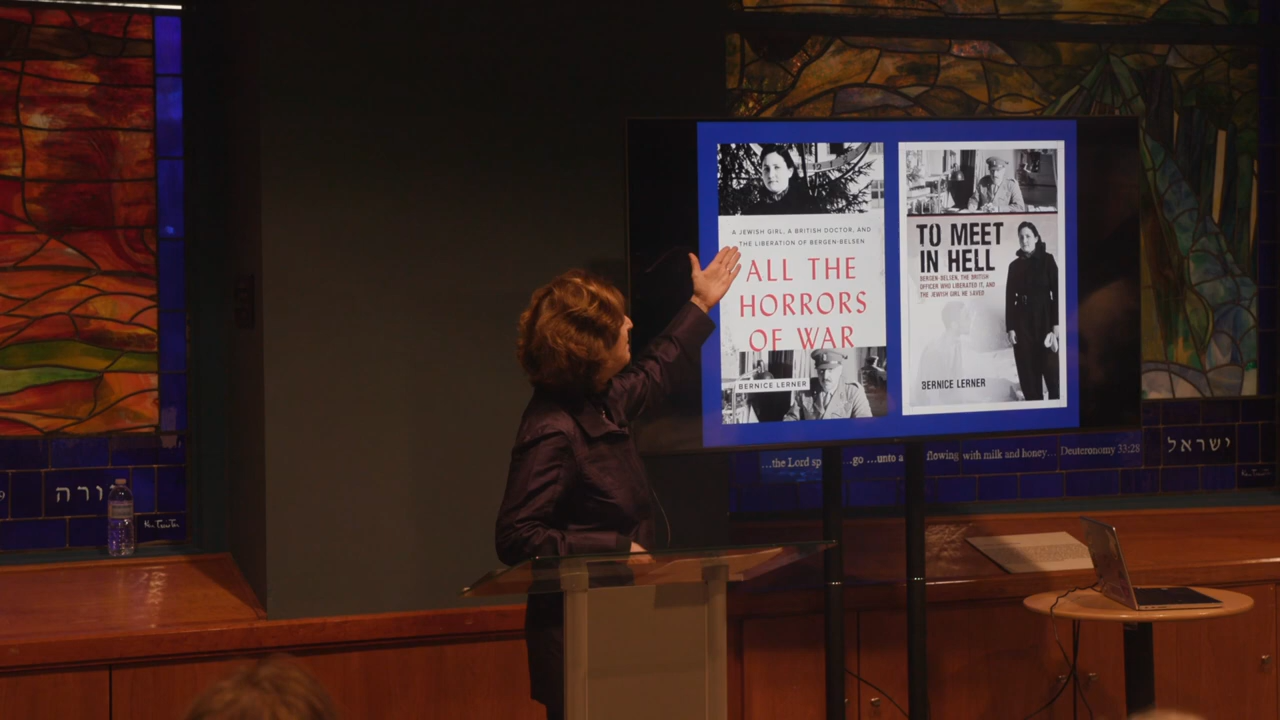 A JEWISH GIRL, A BRITISH DOCTOR, AND
THE LIBERATION OF BERGEN-BELSEN
ALL THE
HORRORS
OF WAR
BERNICE LERNER
TO MEET
IN HELL
BERGEN-BELSEN, THE BRITISH
OFFICER WHO LIBERATED IT, AND
THE JEWISH GIRL HE SAVED
BERNICE LERNER
...the Lord sp
...go ...unto a
flowing with milk and honey... Deuteronomy 33:28
ישראל
ורה